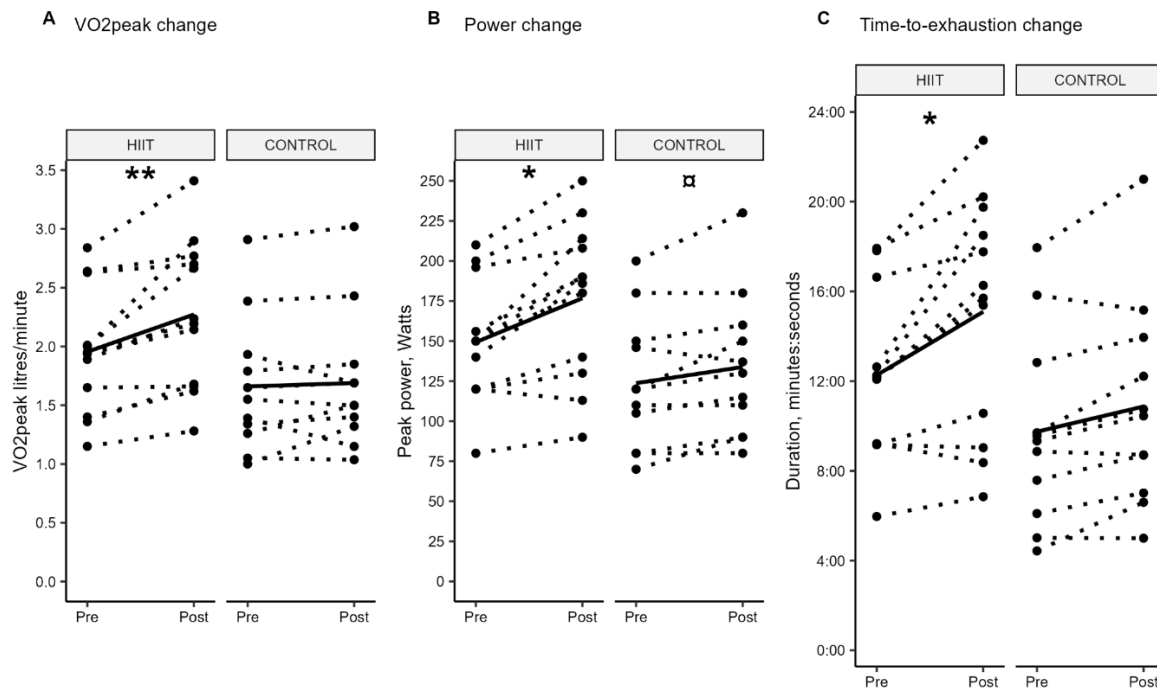 A VO2peak change
HIIT CONTROL
**
3.5
3.0
2.5
2.0
1.5
1.0
0.5
0.0
VO2peak litres/minute
Pre Post Pre Post
B Power change
HIIT CONTROL
* ¤
250
225
200
175
150
125
100
75
50
25
0
Peak power, Watts
Pre Post Pre Post
C Time-to-exhaustion change
HIIT CONTROL
*
24:00
20:00
16:00
12:00
8:00
4:00
0:00
Duration, minutes:seconds
Pre Post Pre Post